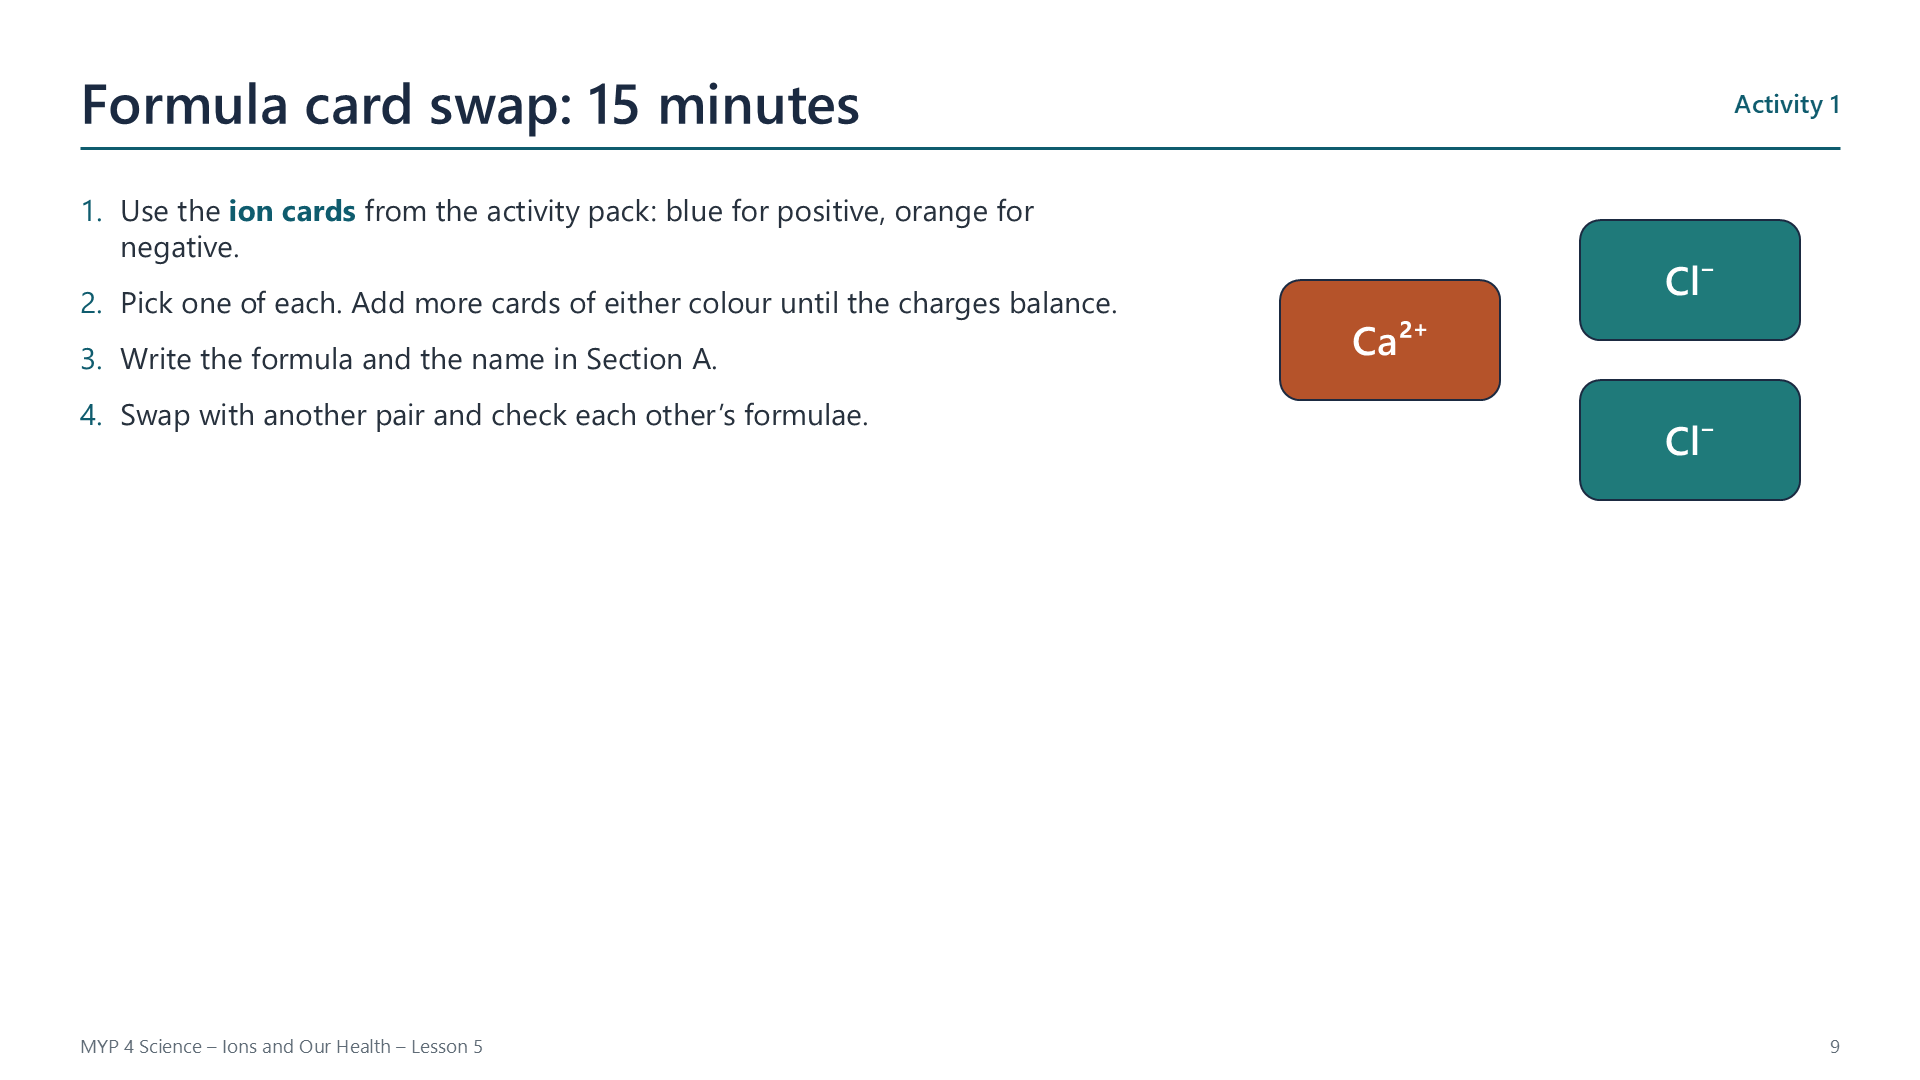 Formula card swap: 15 minutes
Activity 1
1. Use the ion cards from the activity pack: blue for positive, orange for
negative.
2. Pick one of each. Add more cards of either colour until the charges balance.
3. Write the formula and the name in Section A.
4. Swap with another pair and check each other’s formulae.
Ca²⁺
Cl⁻
Cl⁻
MYP 4 Science – Ions and Our Health – Lesson 5
9